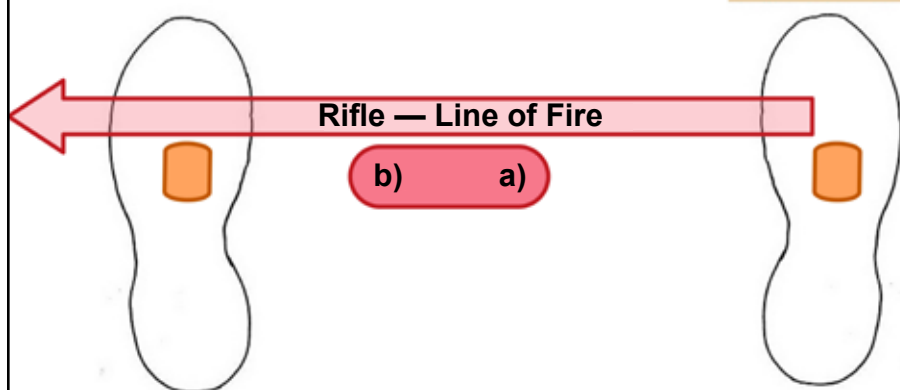 Rifle — Line of Fire
b) a)